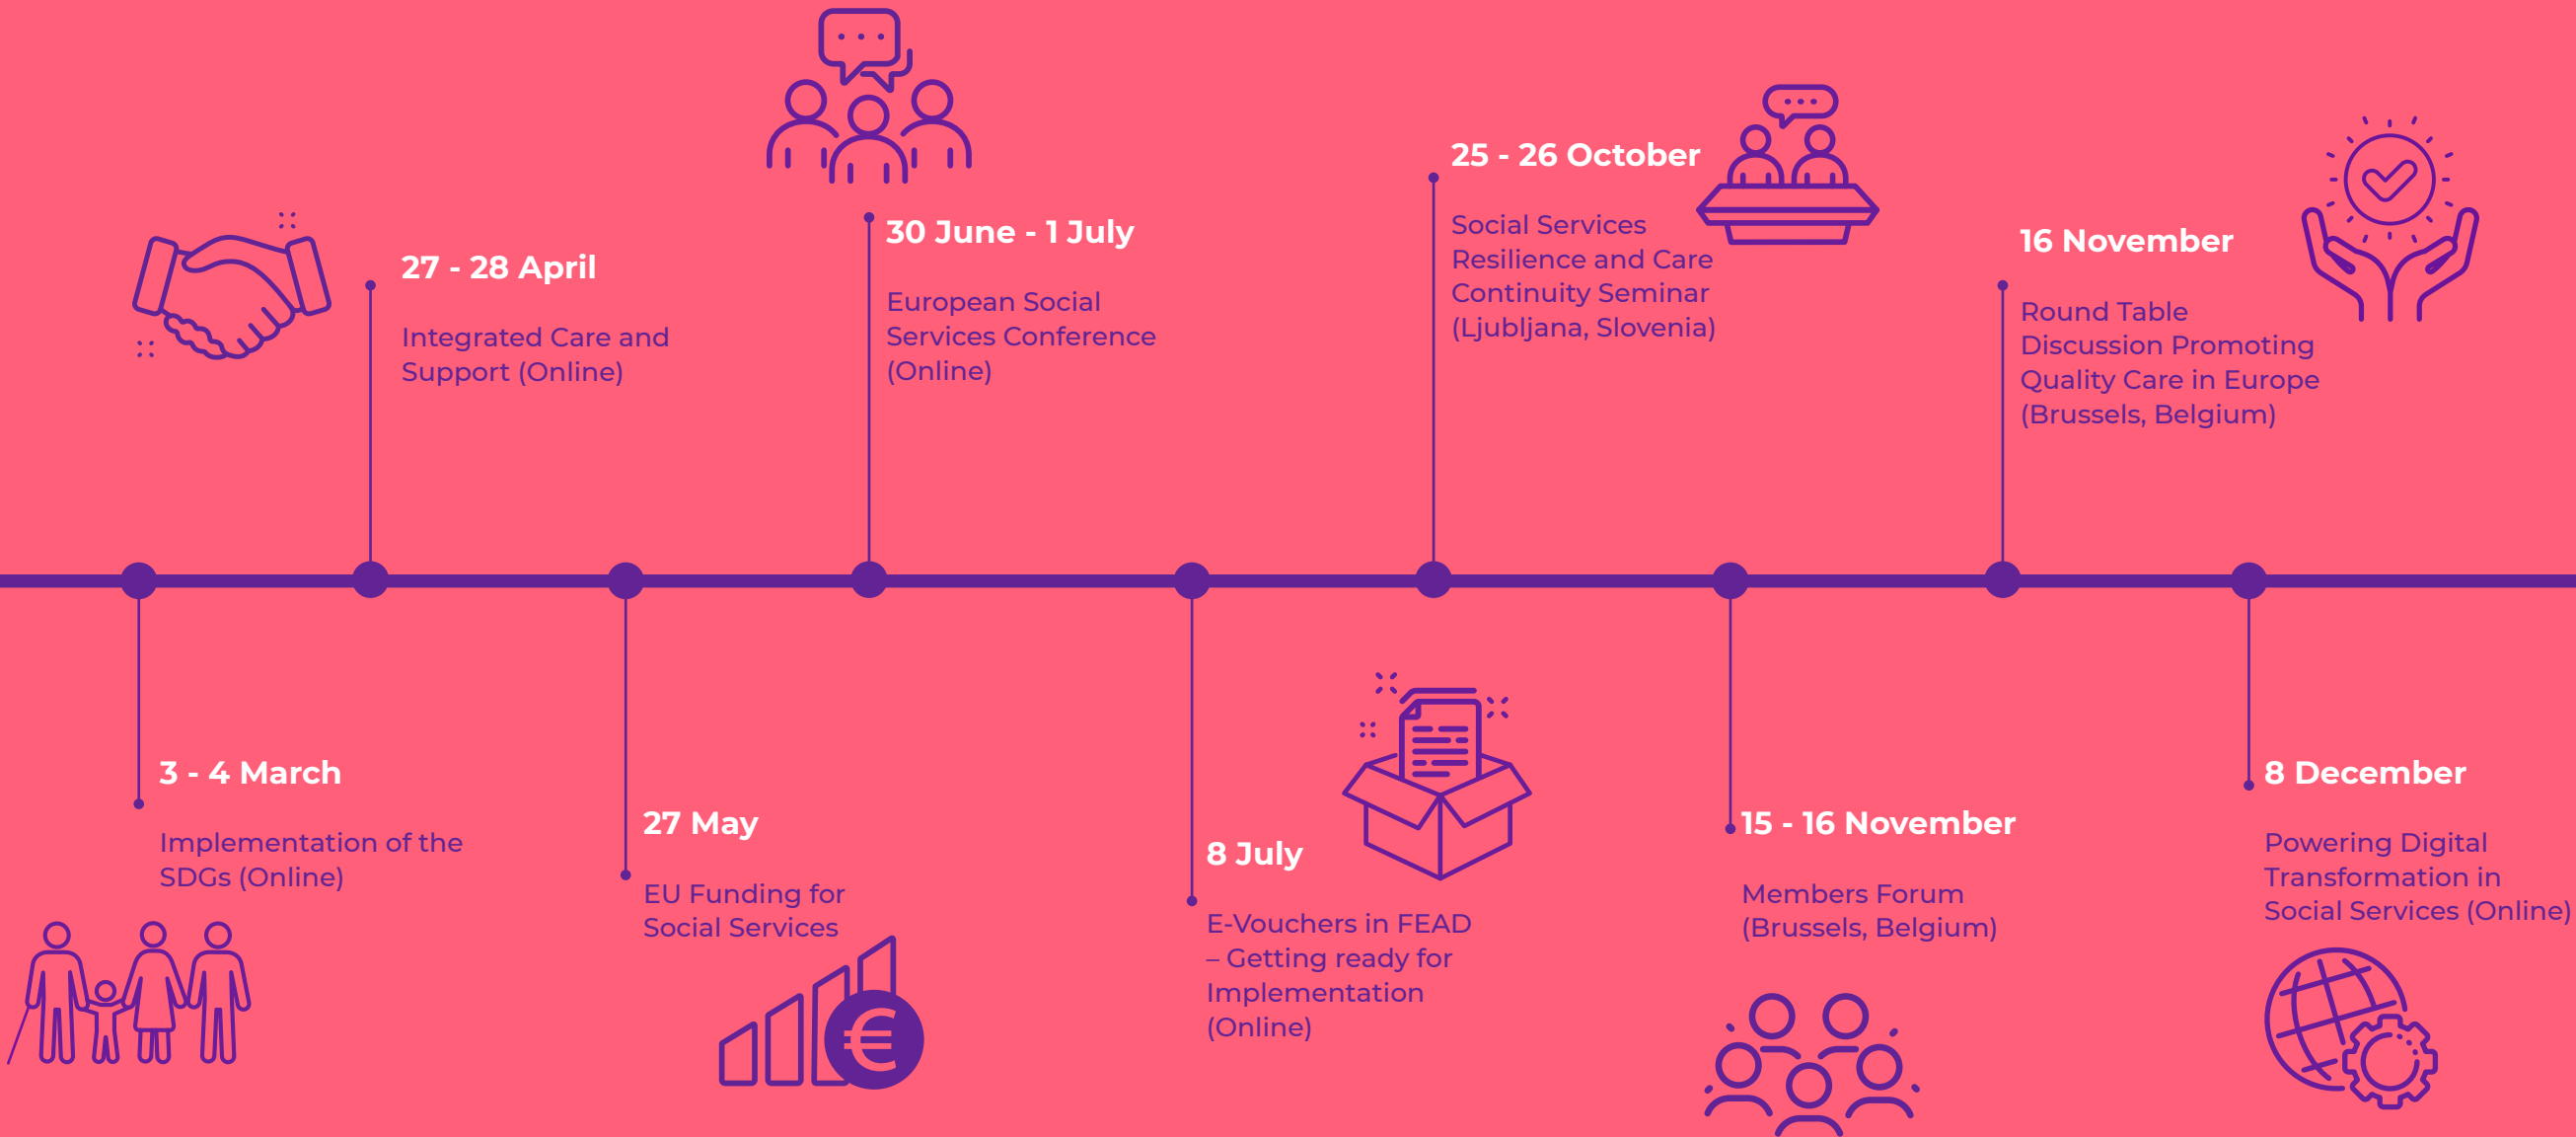 3 - 4 March
Implementation of the
SDGs (Online)
27 - 28 April
Integrated Care and
Support (Online)
27 May
EU Funding for
Social Services
€
30 June - 1 July
European Social
Services Conference
(Online)
8 July
E-Vouchers in FEAD
– Getting ready for
Implementation
(Online)
25 - 26 October
Social Services
Resilience and Care
Continuity Seminar
(Ljubljana, Slovenia)
15 - 16 November
Members Forum
(Brussels, Belgium)
16 November
Round Table
Discussion Promoting
Quality Care in Europe
(Brussels, Belgium)
8 December
Powering Digital
Transformation in
Social Services (Online)